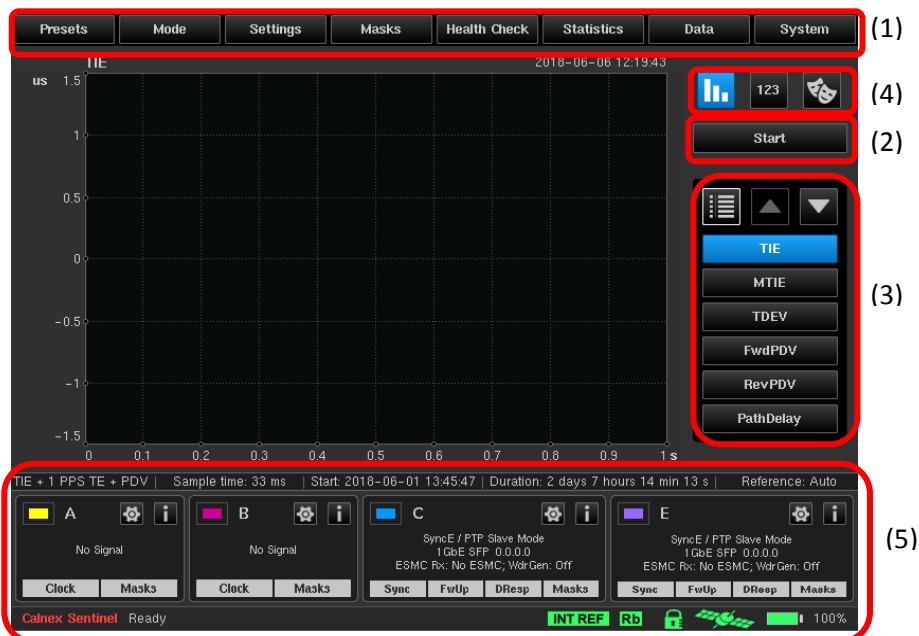 Presets Mode Settings Masks Health Check Statistics Data System (1)
TIE 2018-06-06 12:19:43
us 1.5
123 (4)
1
Start (2)
0.5
0
TIE
MTIE
(3)
-0.5
TDEV
FwdPDV
-1
RevPDV
PathDelay
-1.5
0 0.1 0.2 0.3 0.4 0.5 0.6 0.7 0.8 0.9 1 s
TIE + 1 PPS TE + PDV | Sample time: 33 ms | Start: 2018-06-01 13:45:47 | Duration: 2 days 7 hours 14 min 13 s | Reference: Auto
A i B i C i E i
(5)
No Signal
No Signal
SyncE / PTP Slave Mode
1GbE SFP 0.0.0.0
ESMC Rx: No ESMC; WdrGen: Off
SyncE / PTP Slave Mode
1GbE SFP 0.0.0.0
ESMC Rx: No ESMC; WdrGen: Off
Clock Masks Clock Masks Sync FwUp DResp Masks Sync FwUp DResp Masks
Calnex Sentinel Ready INT REF Rb 100%